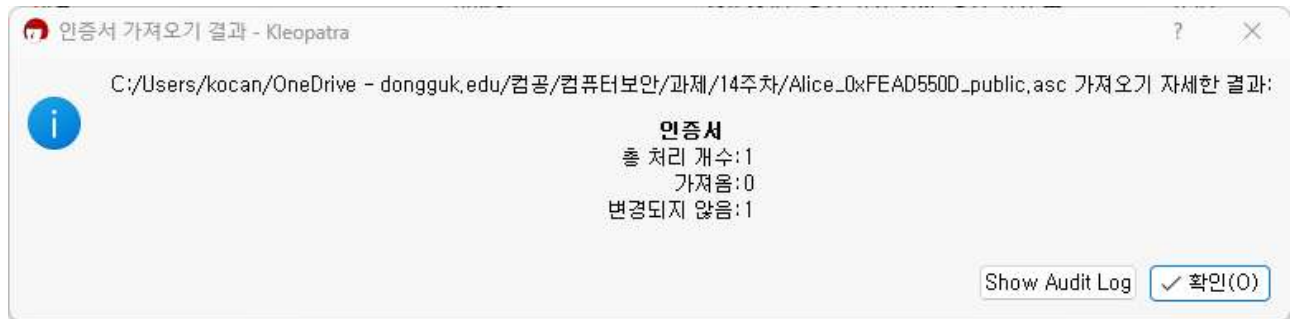 인증서 가져오기 결과 - Kleopatra
?
C:/Users/kocan/OneDrive - dongguk.edu/컴공/컴퓨터보안/과제/14주차/Alice_0xFEAD550D_public.asc 가져오기 자세한 결과:
인증서
총 처리 개수:1
가져옴:0
변경되지 않음:1
Show Audit Log 확인(O)